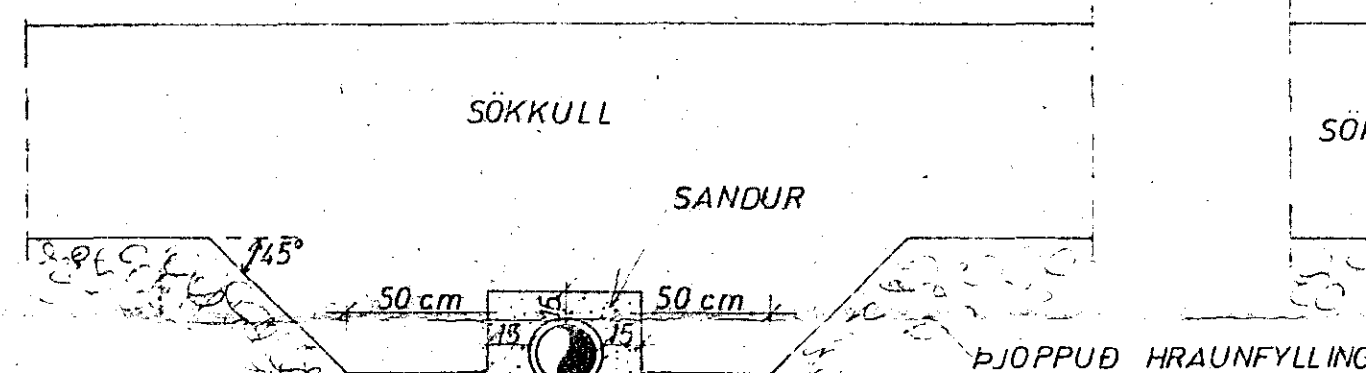 SÖKKULL
SANDUR
45°
50 cm
15
50 cm
15
15
ÞJOPPUÐ HRAUNFYLLING